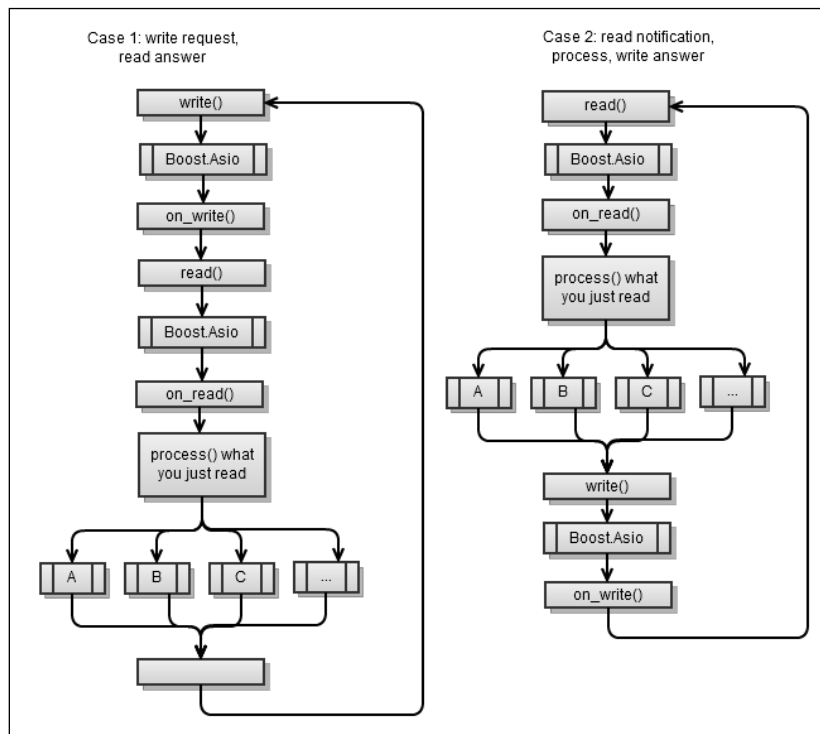 Case 1: write request,
read answer
write()
Boost.Asio
on_write()
read()
Boost.Asio
on_read()
process() what
you just read
A
B
C
...
Case 2: read notification,
process, write answer
read()
Boost.Asio
on_read()
process() what
you just read
A
B
C
...
write()
Boost.Asio
on_write()